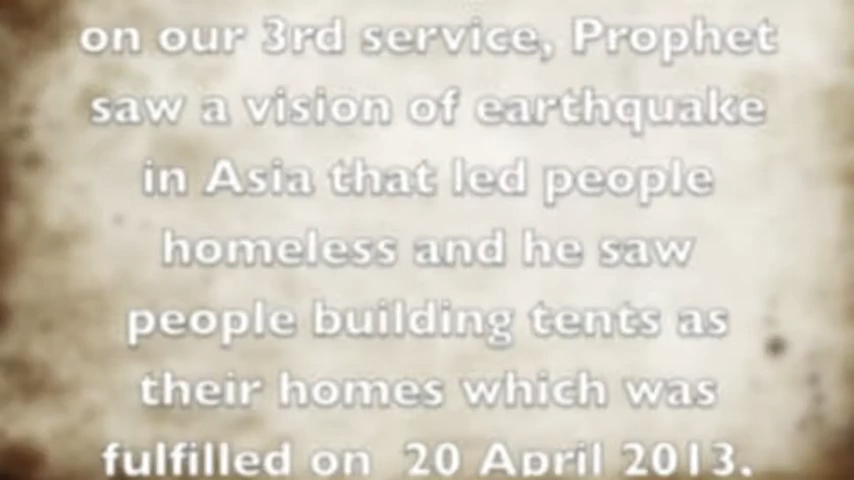 on our 3rd service, Prophet
saw a vision of earthquake
in Asia that led people
homeless and he saw
people building tents as
their homes which was
fulfilled on 20 April 2013.